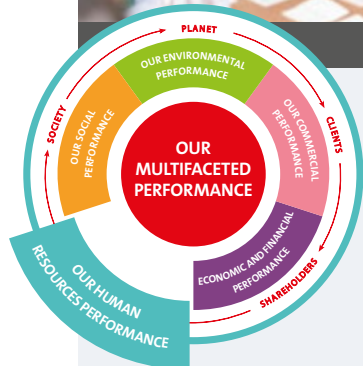 PLANET
OUR ENVIRONMENTAL
PERFORMANCE
SOCIETY
OUR SOCIAL
PERFORMANCE
OUR COMMERCIAL
PERFORMANCE
CLIENTS
OUR
MULTIFACETED
PERFORMANCE
ECONOMIC AND FINANCIAL
PERFORMANCE
SHAREHOLDERS
OUR HUMAN
RESOURCES PERFORMANCE